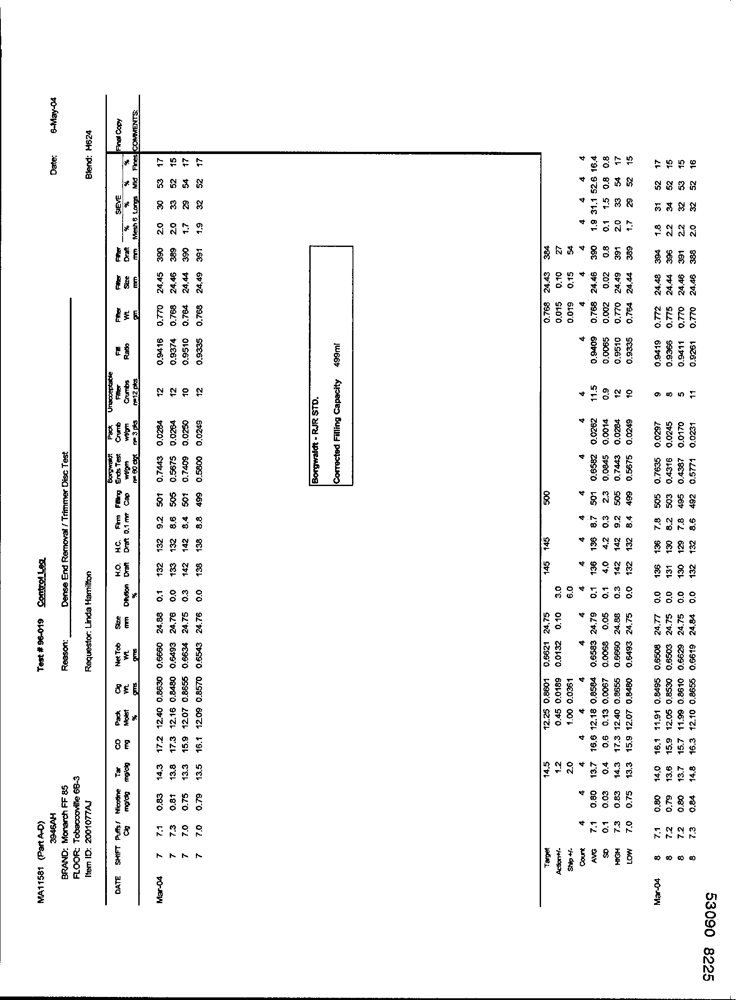 MA11581 (Part A-D) Test # 96-019 Control Leg Date: 6-May-04
3946AH
BRAND: Monarch FF 85 Reason: Dense End Removal / Trimmer Disc Test
FLOOR: Tobaccoville 6B-3
Item ID: 2001077AJ Requestor: Linda Hamilton Blend: H624
DATE SHIFT Puffs / Cig Nicotine mg/cig Tar mg/cig CO mg Pack Moist % Cig Wt. gms Net Tob Wt. gms Size mm Dilution % H.O. Draft H.C. Draft Firm 0.1 mm Filling Cap Borgwaldt Ends Test wt/gm n= 60 cigt Pack Crumb wt/gm n= 3 pks Unacceptable Filter Crumbs n=12 pks Fill Ratio Filter Wt. gm Filter Size mm Filter Draft mm SIEVE % Mesh 6 % Longs % Mid % Fines Final Copy COMMENTS:
Mar-04 7 7.1 0.83 14.3 17.2 12.40 0.8630 0.6660 24.88 0.1 132 132 9.2 501 0.7443 0.0284 12 0.9416 0.770 24.45 390 2.0 30 53 17
7 7.3 0.81 13.8 17.3 12.16 0.8480 0.6493 24.76 0.0 133 132 8.6 505 0.5675 0.0264 12 0.9374 0.768 24.46 389 2.0 33 52 15
7 7.0 0.75 13.3 15.9 12.07 0.8655 0.6634 24.75 0.3 142 142 8.4 501 0.7409 0.0250 10 0.9510 0.764 24.44 390 1.7 29 54 17
7 7.0 0.79 13.5 16.1 12.09 0.8570 0.6543 24.76 0.0 138 138 8.8 499 0.5800 0.0249 12 0.9335 0.768 24.49 391 1.9 32 52 17
Borgwaldt - RJR STD.
Corrected Filling Capacity 499ml
Target 14.5 12.25 0.8601 0.6621 24.75 145 145 500 0.768 24.43 384
Action+/- 1.2 0.45 0.0189 0.0132 0.10 3.0 0.015 0.10 27
Ship +/- 2.0 1.00 0.0361 6.0 0.019 0.15 54
Count 4 4 4 4 4 4 4 4 4 4 4 4 4 4 4 4 4 4 4 4 4 4 4 4
AVG 7.1 0.80 13.7 16.6 12.18 0.8584 0.6583 24.79 0.1 136 136 8.7 501 0.6582 0.0262 11.5 0.9409 0.768 24.46 390 1.9 31.1 52.6 16.4
SD 0.1 0.03 0.4 0.6 0.13 0.0067 0.0068 0.05 0.1 4.0 4.2 0.3 2.3 0.0845 0.0014 0.9 0.0065 0.002 0.02 0.8 0.1 1.5 0.8 0.8
HIGH 7.3 0.83 14.3 17.3 12.40 0.8655 0.6660 24.88 0.3 142 142 9.2 505 0.7443 0.0284 12 0.9510 0.770 24.49 391 2.0 33 54 17
LOW 7.0 0.75 13.3 15.9 12.07 0.8480 0.6493 24.75 0.0 132 132 8.4 499 0.5675 0.0249 10 0.9335 0.764 24.44 389 1.7 29 52 15
Mar-04 8 7.1 0.80 14.0 16.1 11.91 0.8495 0.6508 24.77 0.0 136 136 7.8 505 0.7635 0.0297 9 0.9419 0.772 24.48 394 1.8 31 52 17
8 7.2 0.79 13.6 15.9 12.05 0.8530 0.6503 24.75 0.0 131 130 8.2 503 0.4316 0.0245 8 0.9366 0.775 24.44 396 2.2 34 52 15
8 7.2 0.80 13.7 15.7 11.99 0.8610 0.6629 24.75 0.0 130 129 7.8 495 0.4387 0.0170 5 0.9411 0.770 24.46 391 2.2 32 53 15
8 7.3 0.84 14.8 16.3 12.10 0.8655 0.6619 24.84 0.0 132 132 8.6 492 0.5771 0.0231 11 0.9261 0.770 24.46 388 2.0 32 52 16
53090 8225